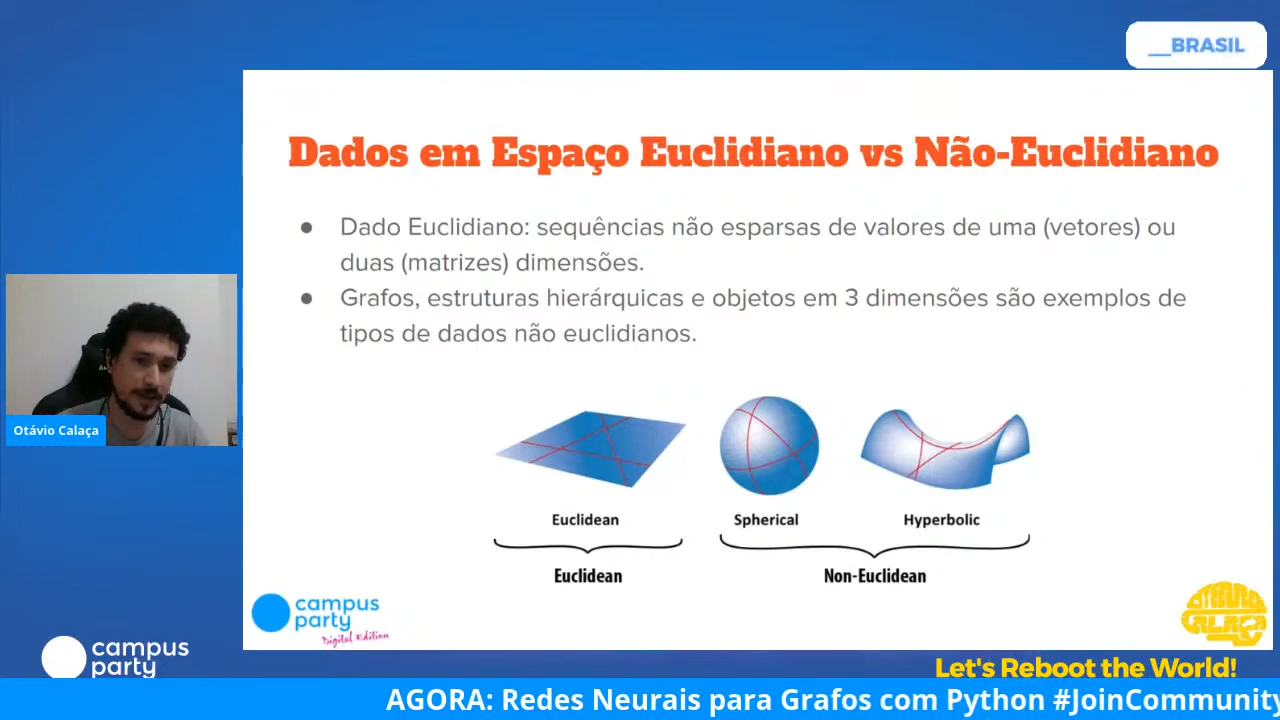 __BRASIL
Dados em Espaço Euclidiano vs Não-Euclidiano
● Dado Euclidiano: sequências não esparsas de valores de uma (vetores) ou
duas (matrizes) dimensões.
● Grafos, estruturas hierárquicas e objetos em 3 dimensões são exemplos de
tipos de dados não euclidianos.
Otávio Calaça
Euclidean
Spherical
Hyperbolic
Euclidean
Non-Euclidean
campus
party
Digital Edition
OTÁVIO
CALAÇA
campus
party
Let's Reboot the World!
AGORA: Redes Neurais para Grafos com Python #JoinCommunity